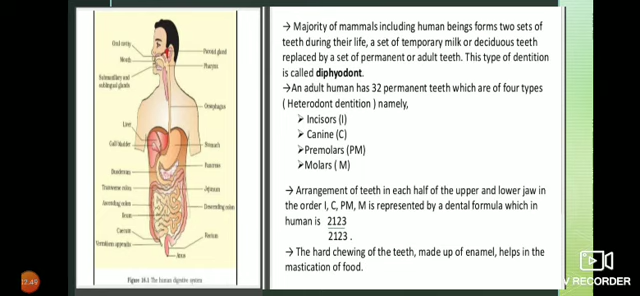 Oral cavity
Mouth
Submaxillary and
sublingual glands
Parotid gland
Pharynx
Oesophagus
Liver
Gall bladder
Stomach
Pancreas
Duodenum
Transverse colon
Jejunum
Ascending colon
Descending colon
Ileum
Caecum
Rectum
Vermiform appendix
Anus
Figure 16.1 The human digestive system
→ Majority of mammals including human beings forms two sets of
teeth during their life, a set of temporary milk or deciduous teeth
replaced by a set of permanent or adult teeth. This type of dentition
is called diphyodont.
→An adult human has 32 permanent teeth which are of four types
( Heterodont dentition ) namely,
➢ Incisors (I)
➢ Canine (C)
➢Premolars (PM)
➢Molars ( M)
→ Arrangement of teeth in each half of the upper and lower jaw in
the order I, C, PM, M is represented by a dental formula which in
human is 2123
2123 .
→ The hard chewing of the teeth, made up of enamel, helps in the
mastication of food.
V RECORDER